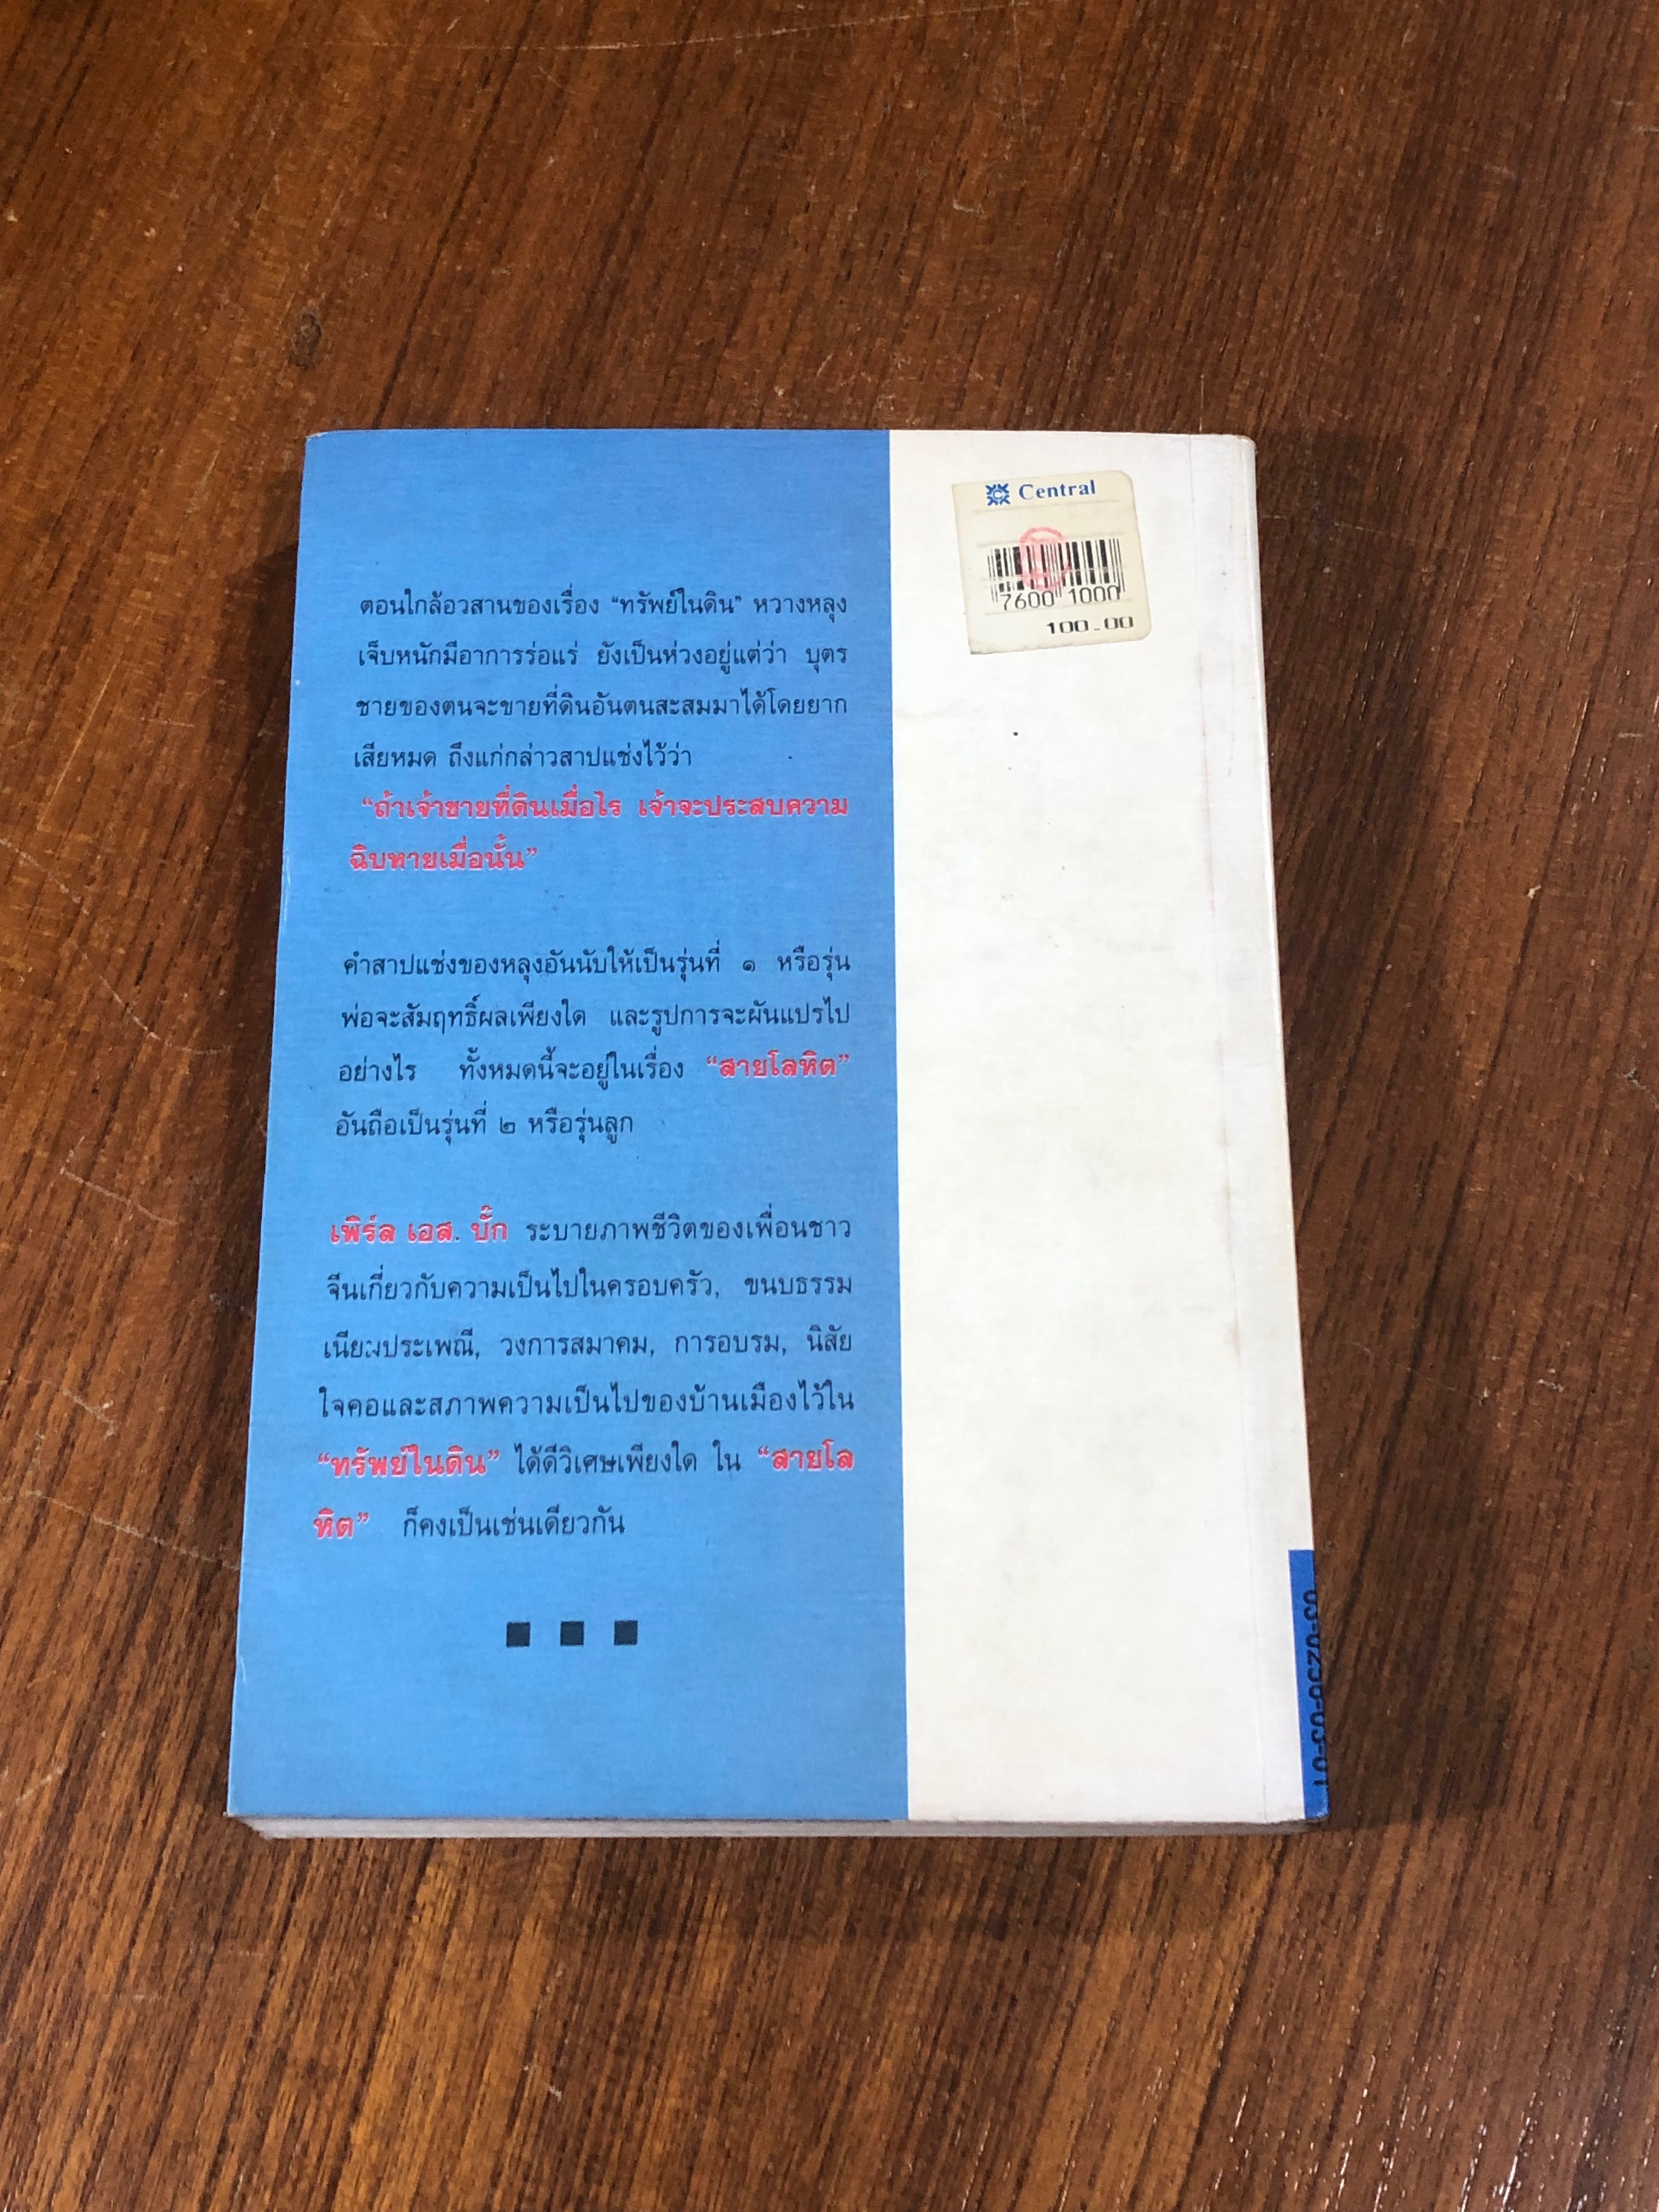 ตอนใกล้อวสานของเรื่อง “ทรัพย์ในดิน” หวางหลุง
เจ็บหนักมีอาการร่อแร่ ยังเป็นห่วงอยู่แต่ว่า บุตร
ชายของตนจะขายที่ดินอันตนสะสมมาได้โดยยาก
เสียหมด ถึงแก่กล่าวสาปแช่งไว้ว่า
“ถ้าเจ้าขายที่ดินเมื่อไร เจ้าจะประสบความ
ฉิบหายเมื่อนั้น”
คำสาปแช่งของหลุงอันนับให้เป็นรุ่นที่ ๑ หรือรุ่น
พ่อจะสัมฤทธิ์ผลเพียงใด และรูปการจะผันแปรไป
อย่างไร ทั้งหมดนี้จะอยู่ในเรื่อง “สายโลหิต”
อันถือเป็นรุ่นที่ ๒ หรือรุ่นลูก
เพิร์ล เอส. บั๊ก ระบายภาพชีวิตของเพื่อนชาว
จีนเกี่ยวกับความเป็นไปในครอบครัว, ขนบธรรม
เนียมประเพณี, วงการสมาคม, การอบรม, นิสัย
ใจคอและสภาพความเป็นไปของบ้านเมืองไว้ใน
“ทรัพย์ในดิน” ได้ดีวิเศษเพียงใด ใน “สายโล
หิต” ก็คงเป็นเช่นเดียวกัน
Central
7600 1000
100.00
03-0256-03-01